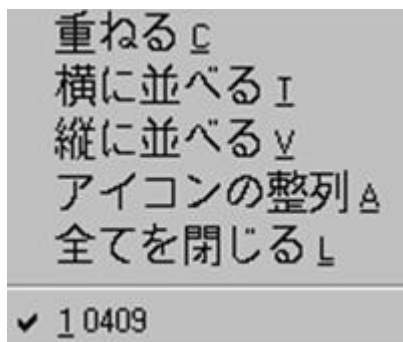 重ねる C
横に並べる I
縦に並べる V
アイコンの整列 A
全てを閉じる L
1 0409